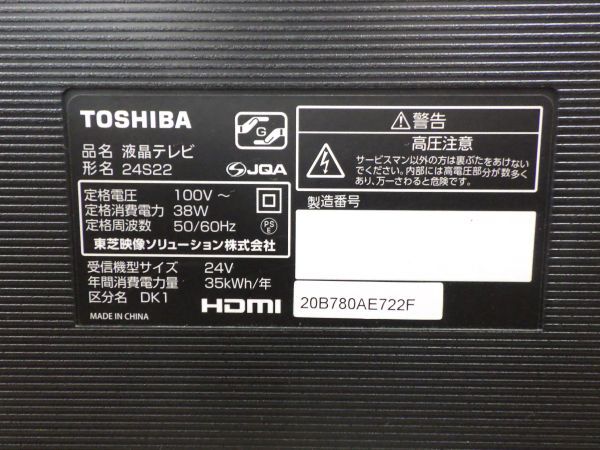 TOSHIBA
G
品名 液晶テレビ
形名 24S22
JQA
定格電圧 100V～
定格消費電力 38W
定格周波数 50/60Hz
PS
E
東芝映像ソリューション株式会社
受信機型サイズ 24V
年間消費電力量 35kWh/年
区分名 DK1
HDMI
MADE IN CHINA
警告
高圧注意
サービスマン以外の方は裏ぶたをあけない
でください。内部には高電圧部分が数多く
あり、万一さわると危険です。
製造番号
20B780AE722F